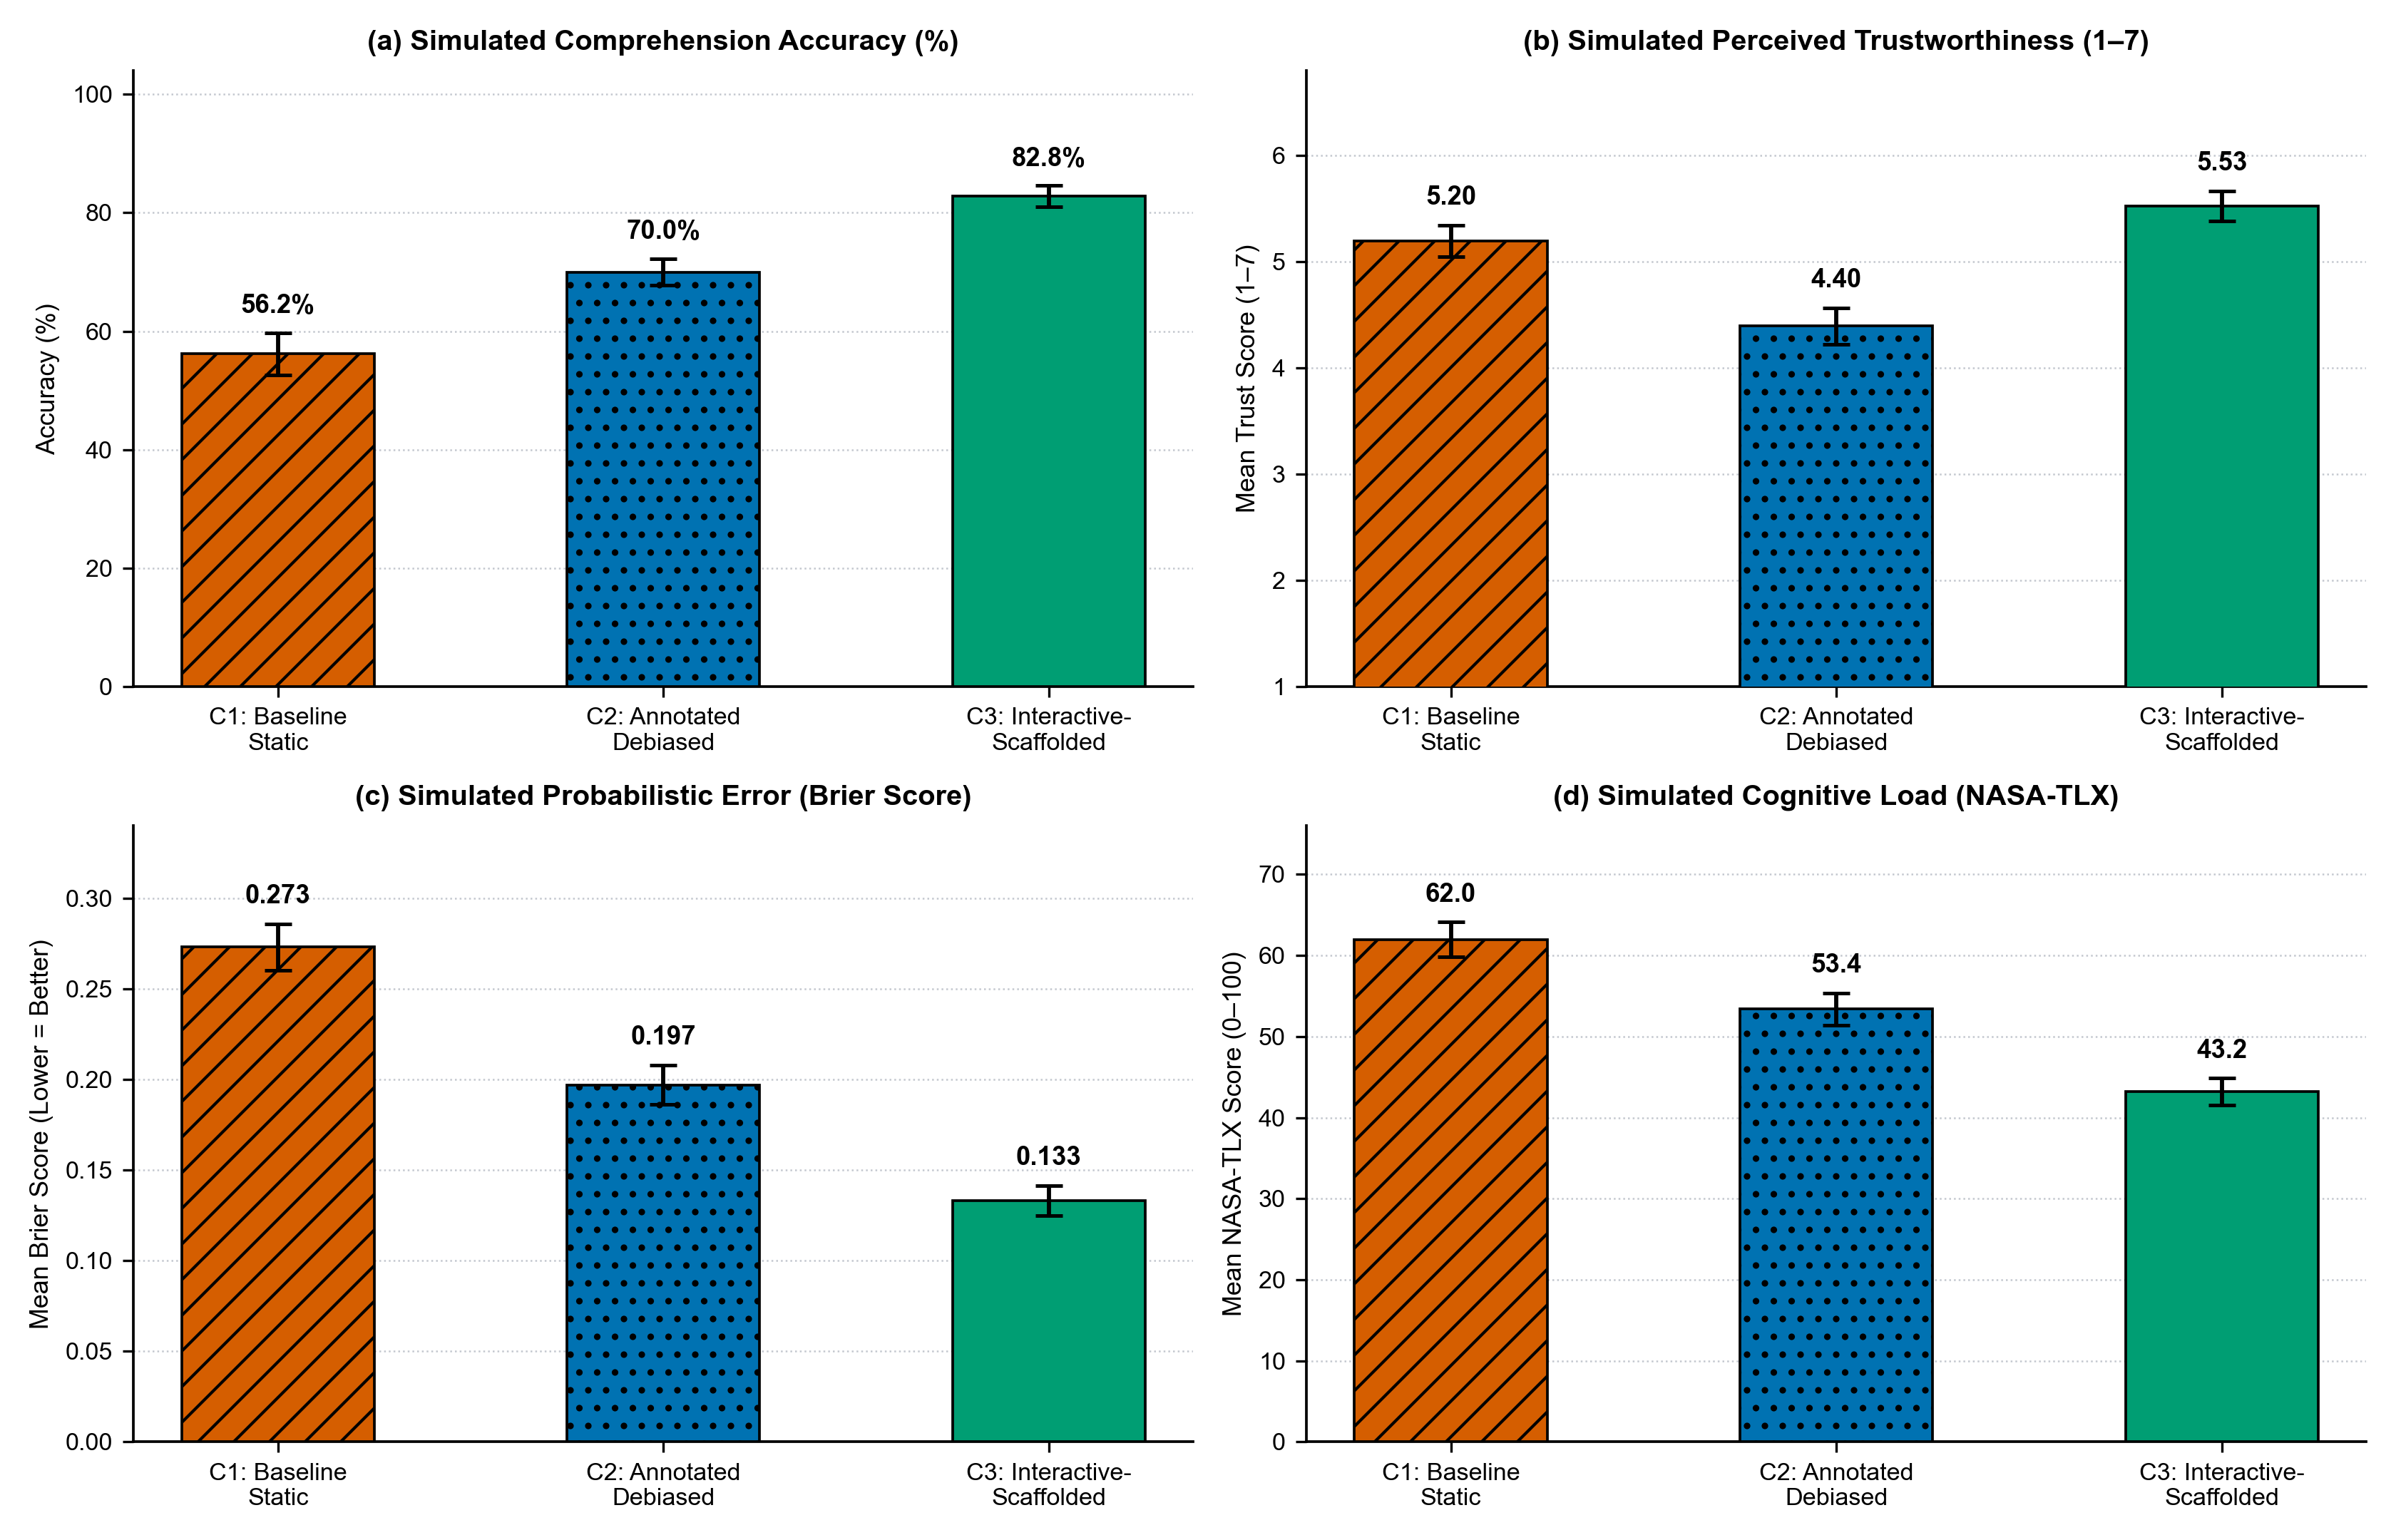 (a) Simulated Comprehension Accuracy (%)
Accuracy (%)
100
80
60
40
20
0
56.2%
70.0%
82.8%
C1: Baseline
Static
C2: Annotated
Debiased
C3: Interactive-
Scaffolded
(b) Simulated Perceived Trustworthiness (1–7)
Mean Trust Score (1–7)
6
5
4
3
2
1
5.20
4.40
5.53
C1: Baseline
Static
C2: Annotated
Debiased
C3: Interactive-
Scaffolded
(c) Simulated Probabilistic Error (Brier Score)
Mean Brier Score (Lower = Better)
0.30
0.25
0.20
0.15
0.10
0.05
0.00
0.273
0.197
0.133
C1: Baseline
Static
C2: Annotated
Debiased
C3: Interactive-
Scaffolded
(d) Simulated Cognitive Load (NASA-TLX)
Mean NASA-TLX Score (0–100)
70
60
50
40
30
20
10
0
62.0
53.4
43.2
C1: Baseline
Static
C2: Annotated
Debiased
C3: Interactive-
Scaffolded